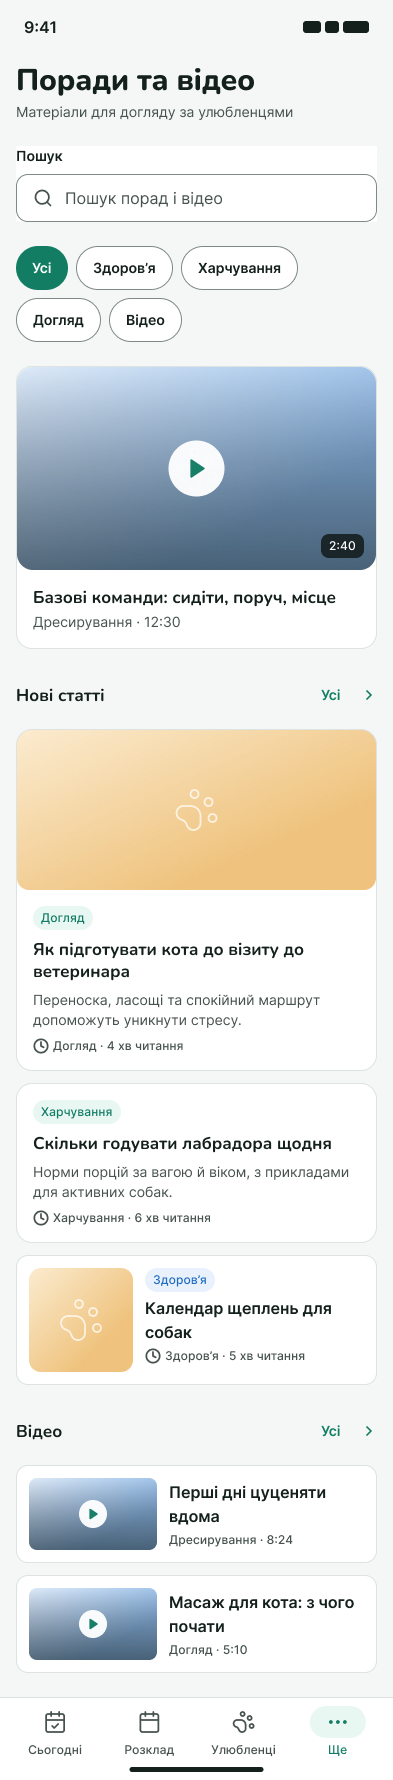 9:41
Поради та відео
Матеріали для догляду за улюбленцями
Пошук
Пошук порад і відео
Усі
Здоров’я
Харчування
Догляд
Відео
2:40
Базові команди: сидіти, поруч, місце
Дресирування · 12:30
Нові статті
Усі
Догляд
Як підготувати кота до візиту до
ветеринара
Переноска, ласощі та спокійний маршрут
допоможуть уникнути стресу.
Догляд · 4 хв читання
Харчування
Скільки годувати лабрадора щодня
Норми порцій за вагою й віком, з прикладами
для активних собак.
Харчування · 6 хв читання
Здоров’я
Календар щеплень для
собак
Здоров’я · 5 хв читання
Відео
Усі
Перші дні цуценяти
вдома
Дресирування · 8:24
Масаж для кота: з чого
почати
Догляд · 5:10
Сьогодні
Розклад
Улюбленці
Ще